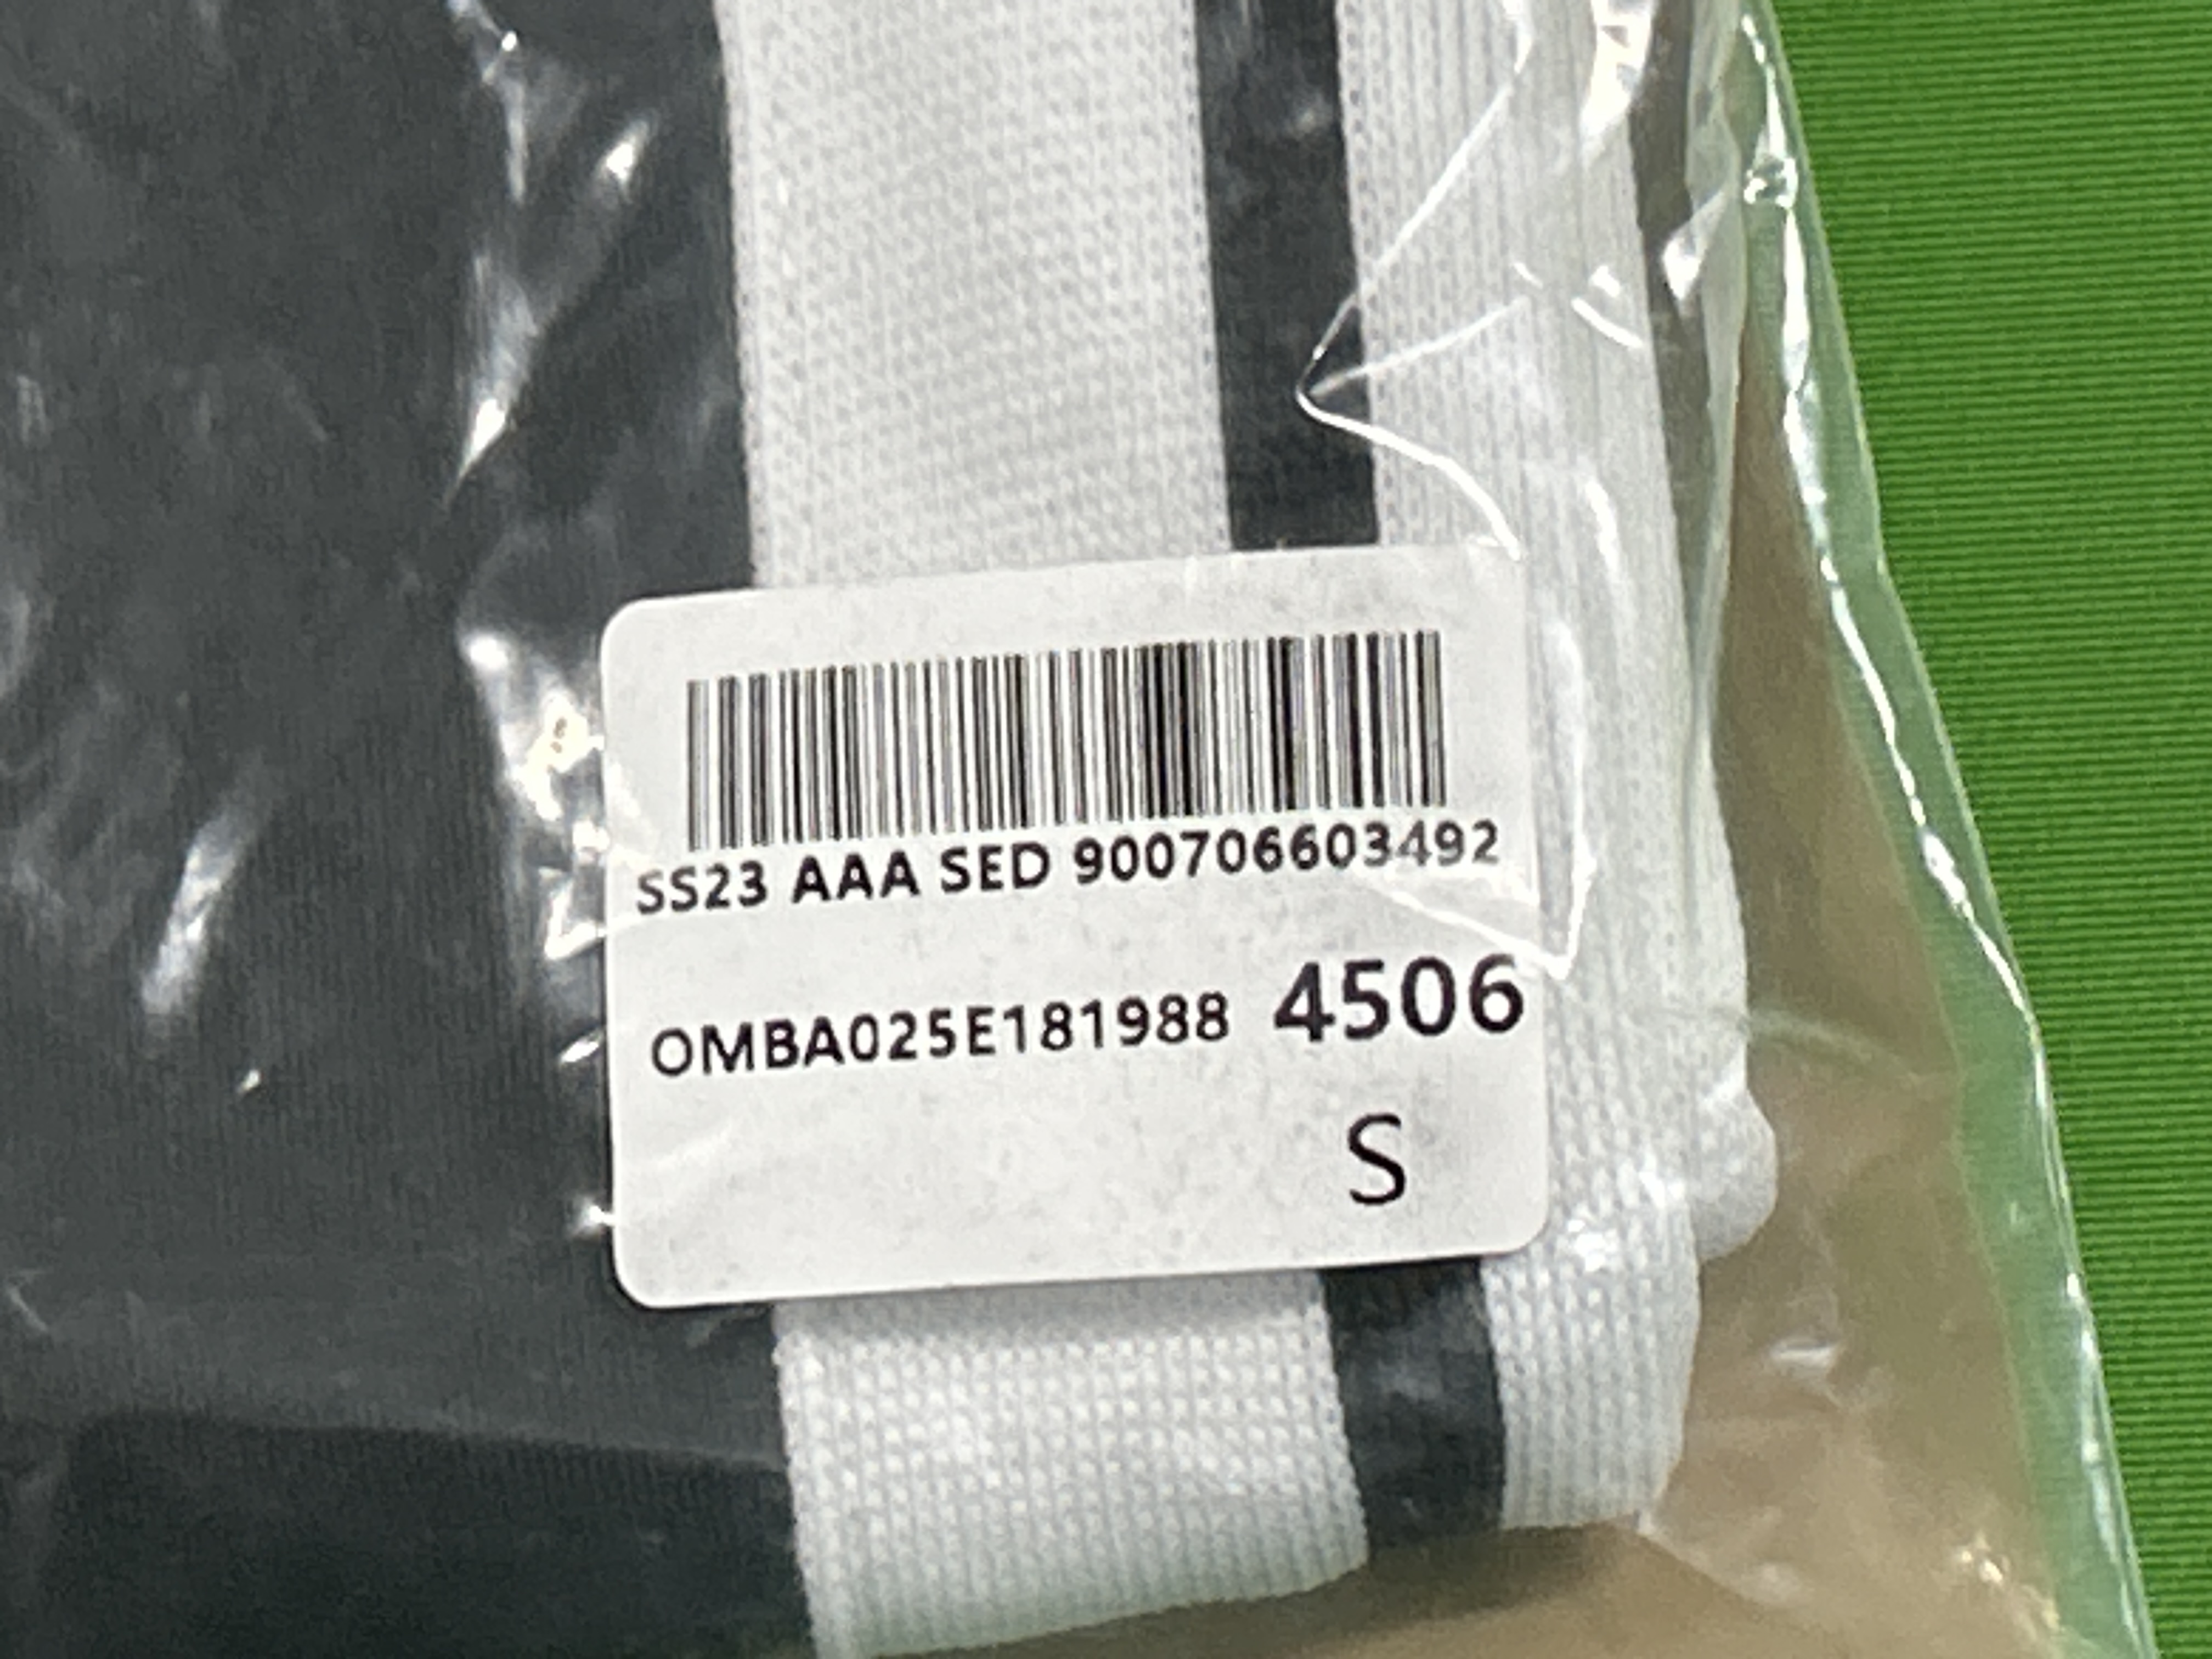 SS23 AAA SED 900706603492
OMBA025E181988 4506
S